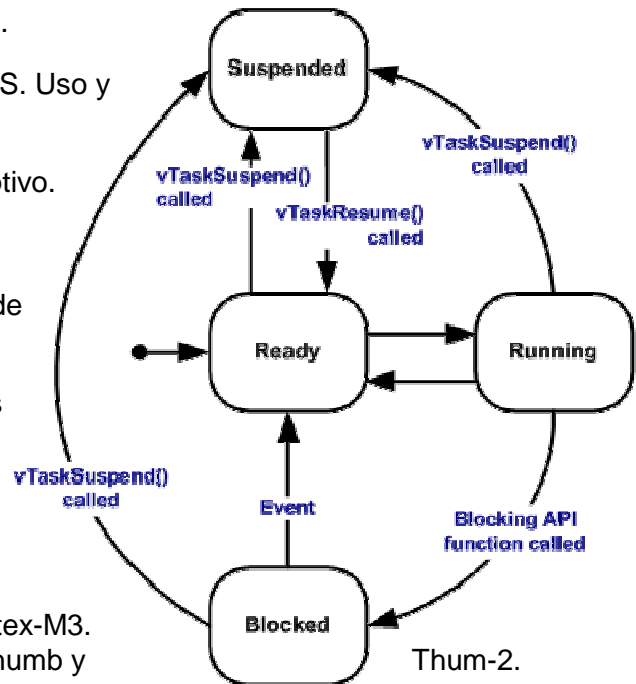 .
Suspended
S. Uso y
vTaskSuspend()
called
otivo.
vTaskSuspend()
called
vTaskResume()
called
de
Ready
Running
s
vTaskSuspend()
called
Event
Blocking API
function called
tex-M3.
Blocked
humb y
Thum-2.